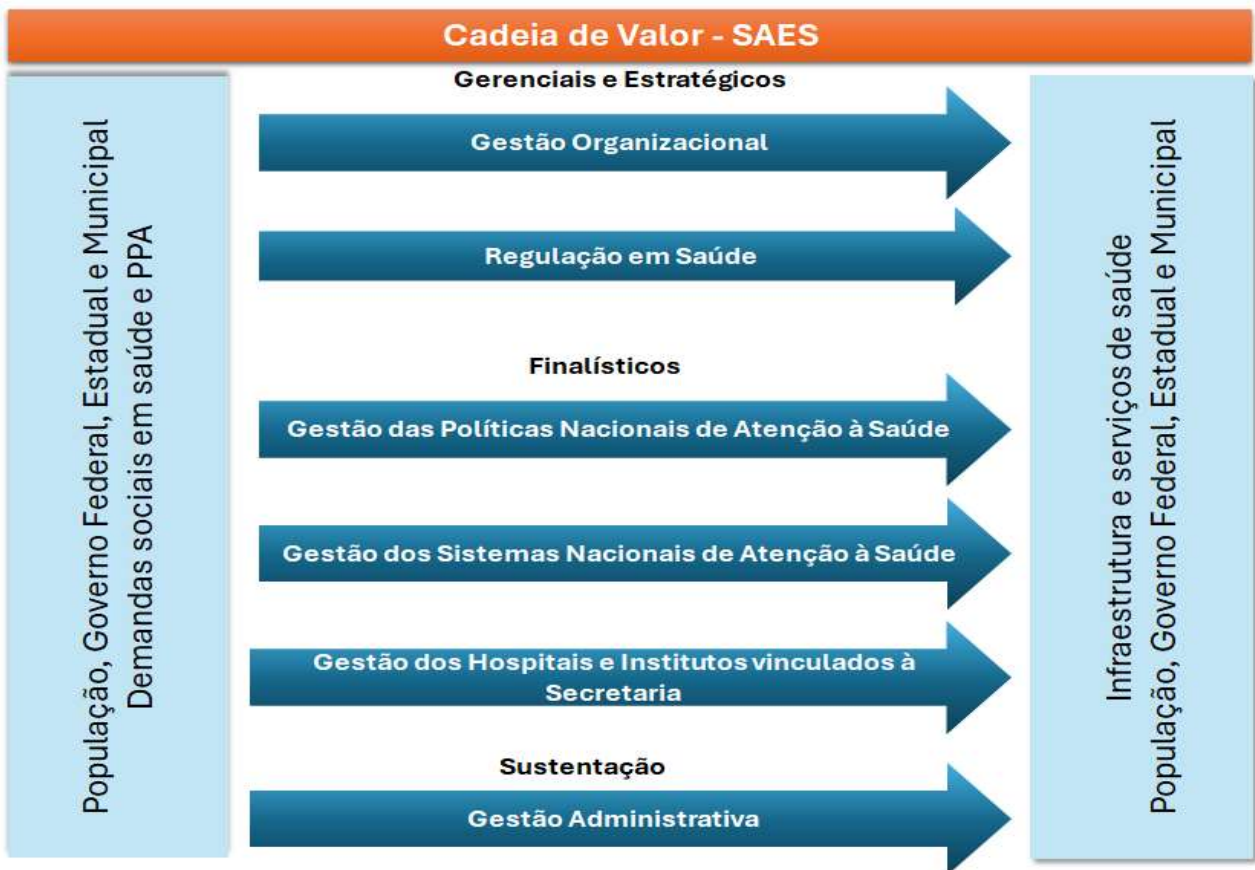 Cadeia de Valor - SAES
População, Governo Federal, Estadual e Municipal
Demandas sociais em saúde e PPA
Gerenciais e Estratégicos
Gestão Organizacional
Regulação em Saúde
Finalísticos
Gestão das Políticas Nacionais de Atenção à Saúde
Gestão dos Sistemas Nacionais de Atenção à Saúde
Gestão dos Hospitais e Institutos vinculados à
Secretaria
Sustentação
Gestão Administrativa
Infraestrutura e serviços de saúde
População, Governo Federal, Estadual e Municipal